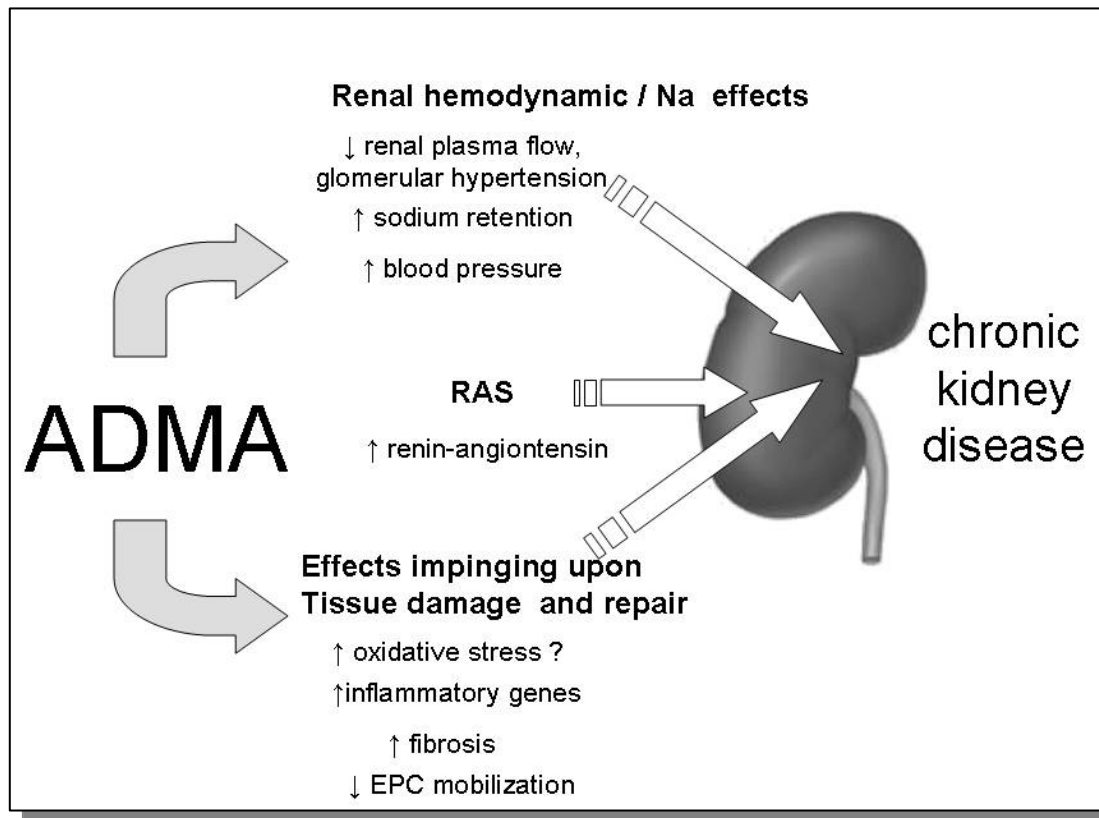 Renal hemodynamic / Na effects
↓ renal plasma flow,
glomerular hypertension
↑ sodium retention
↑ blood pressure
ADMA
RAS
↑ renin-angiontensin
chronic
kidney
disease
Effects impinging upon
Tissue damage and repair
↑ oxidative stress ?
↑inflammatory genes
↑ fibrosis
↓ EPC mobilization